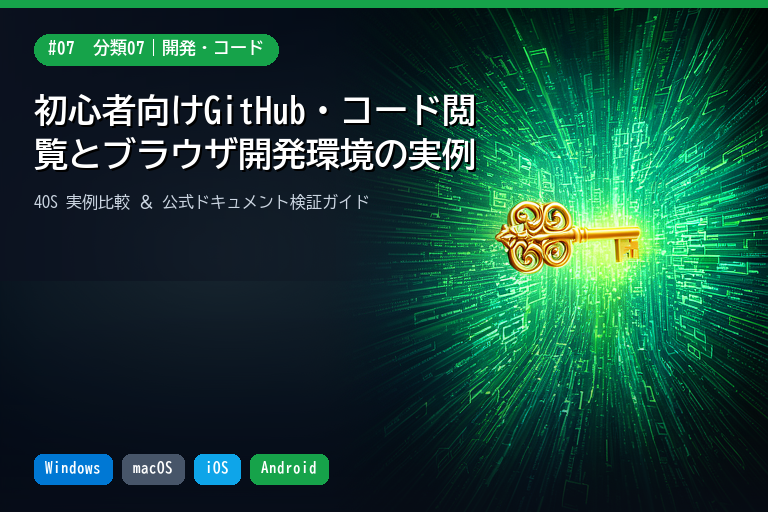 #07 分類07｜開発・コード
初心者向けGitHub・コード閲
覧とブラウザ開発環境の実例
4OS 実例比較 & 公式ドキュメント検証ガイド
Windows macOS iOS Android